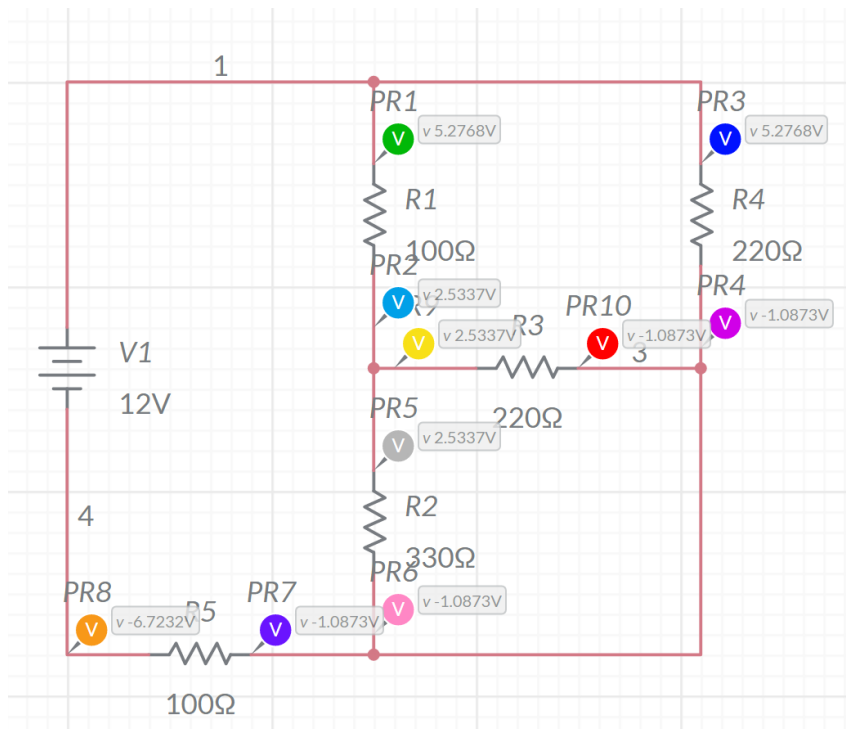 1
PR1
v 5.2768V
V
PR3
v 5.2768V
V
R1
100Ω
R4
220Ω
PR2
v 2.5337V
V
PR4
v -1.0873V
V
PR10
v -1.0873V
V
v 2.5337V
V
R3
3
220Ω
V1
12V
PR5
v 2.5337V
V
4
R2
330Ω
PR6
v -1.0873V
V
PR8
v -6.7232V
V
R5
PR7
v -1.0873V
V
100Ω